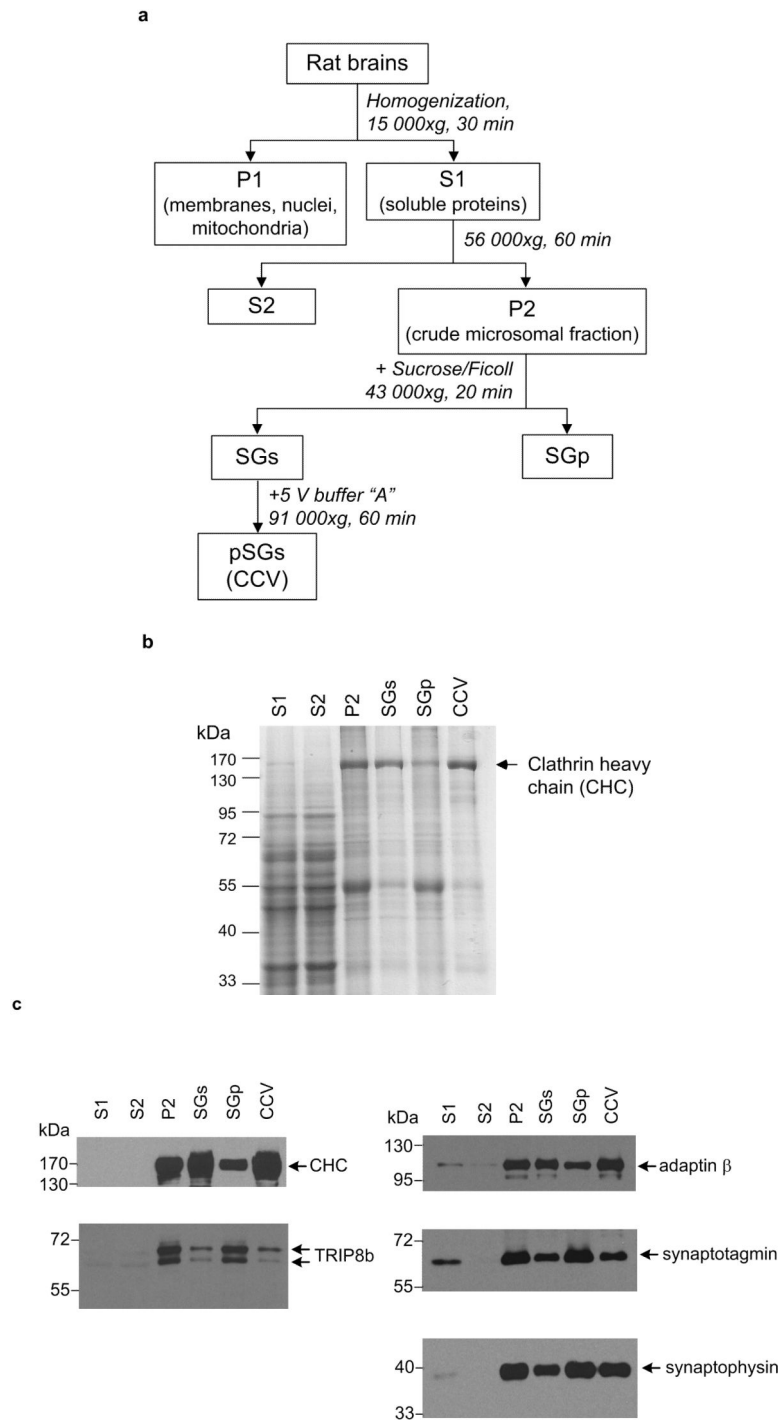 a
Rat brains
Homogenization,
15 000xg, 30 min
P1
(membranes, nuclei,
mitochondria)
S1
(soluble proteins)
56 000xg, 60 min
S2
P2
(crude microsomal fraction)
+ Sucrose/Ficoll
43 000xg, 20 min
SGs
SGp
+5 V buffer “A”
91 000xg, 60 min
pSGs
(CCV)
b
kDa
S1 S2 P2 SGs SGp CCV
170
130
95
72
55
40
33
Clathrin heavy
chain (CHC)
c
S1 S2 P2 SGs SGp CCV
kDa
170
130
CHC
72
55
TRIP8b
S1 S2 P2 SGs SGp CCV
kDa
130
95
adaptin β
72
55
synaptotagmin
40
33
synaptophysin